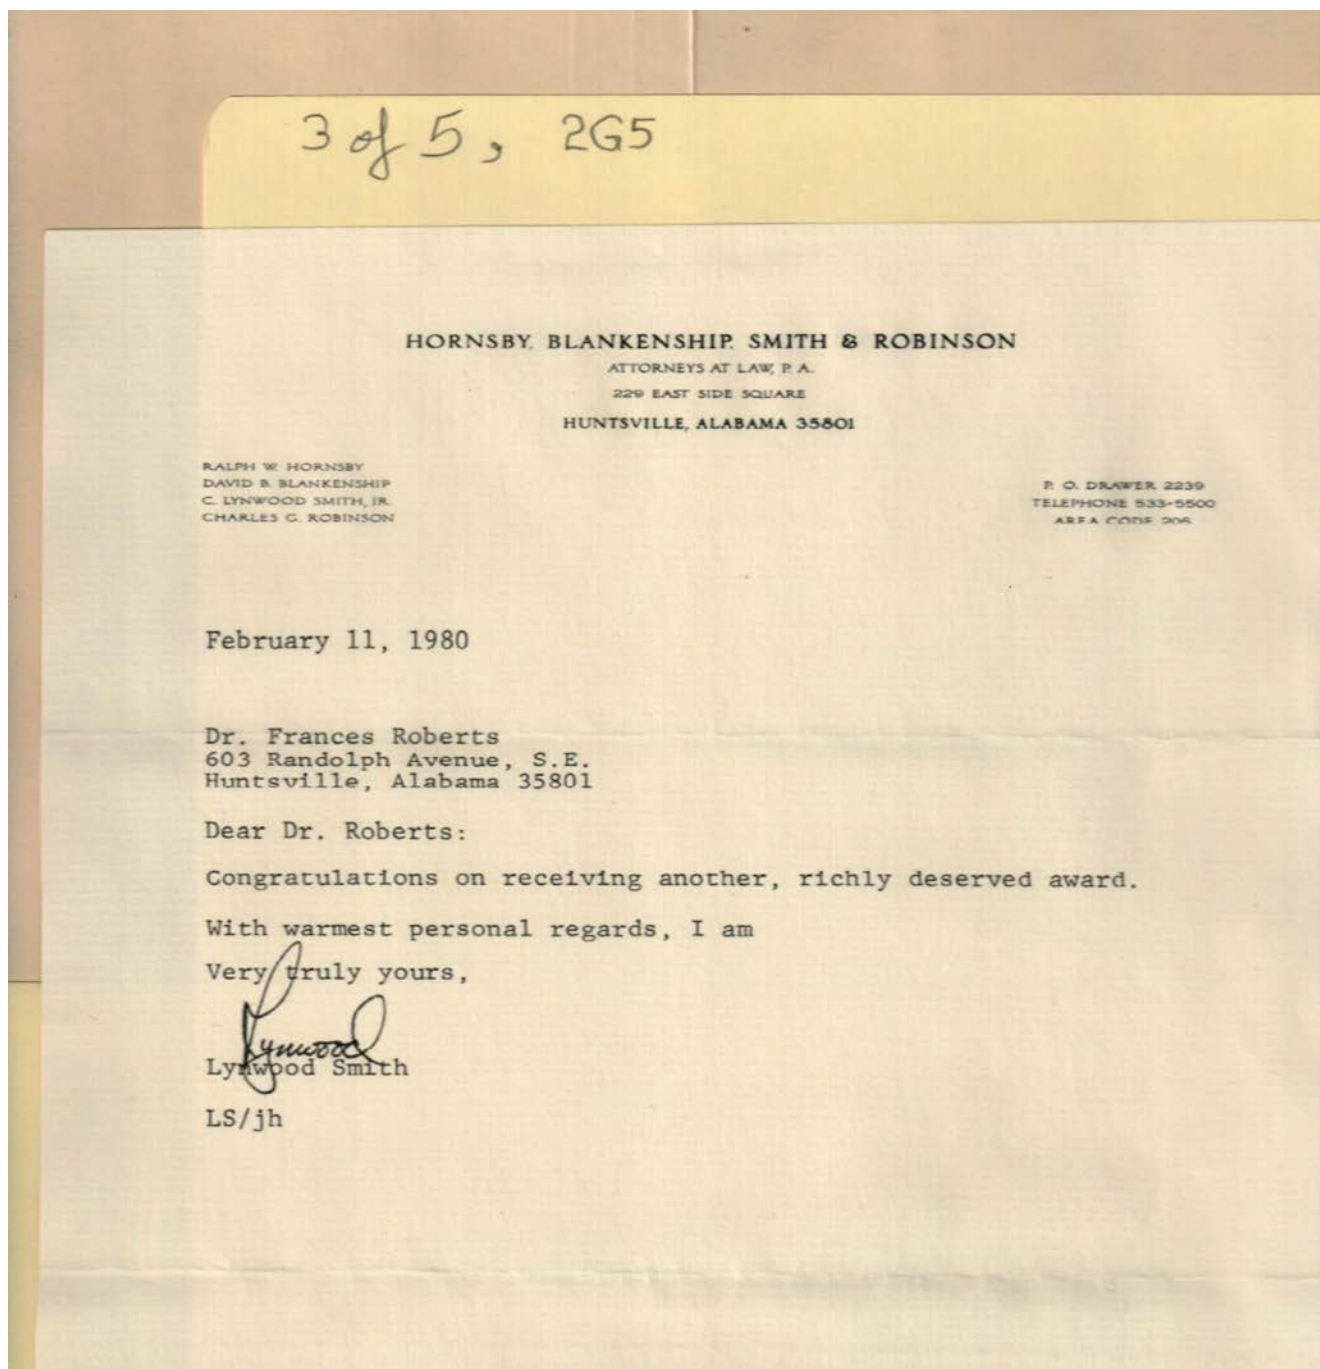 3 of 5, 2G5
HORNSBY, BLANKENSHIP, SMITH & ROBINSON
ATTORNEYS AT LAW, P. A.
229 EAST SIDE SQUARE
HUNTSVILLE, ALABAMA 35801
RALPH W. HORNSBY
DAVID B. BLANKENSHIP
C. LYNWOOD SMITH, JR.
CHARLES G. ROBINSON
P. O. DRAWER 2239
TELEPHONE 533-5500
AREA CODE 205
February 11, 1980
Dr. Frances Roberts
603 Randolph Avenue, S.E.
Huntsville, Alabama 35801
Dear Dr. Roberts:
Congratulations on receiving another, richly deserved award.
With warmest personal regards, I am
Very truly yours,
Lynwood
Lynwood Smith
LS/jh